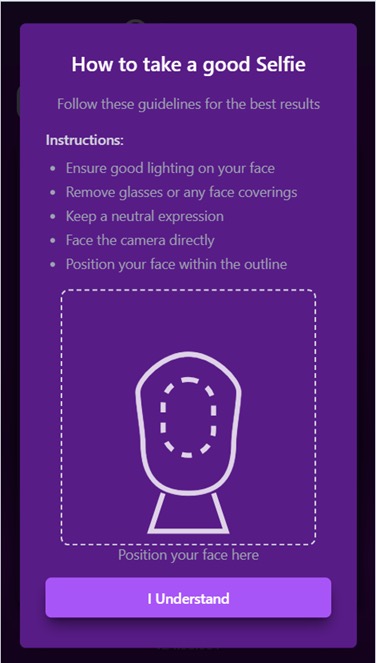 How to take a good Selfie
Follow these guidelines for the best results
Instructions:
• Ensure good lighting on your face
• Remove glasses or any face coverings
• Keep a neutral expression
• Face the camera directly
• Position your face within the outline
Position your face here
I Understand